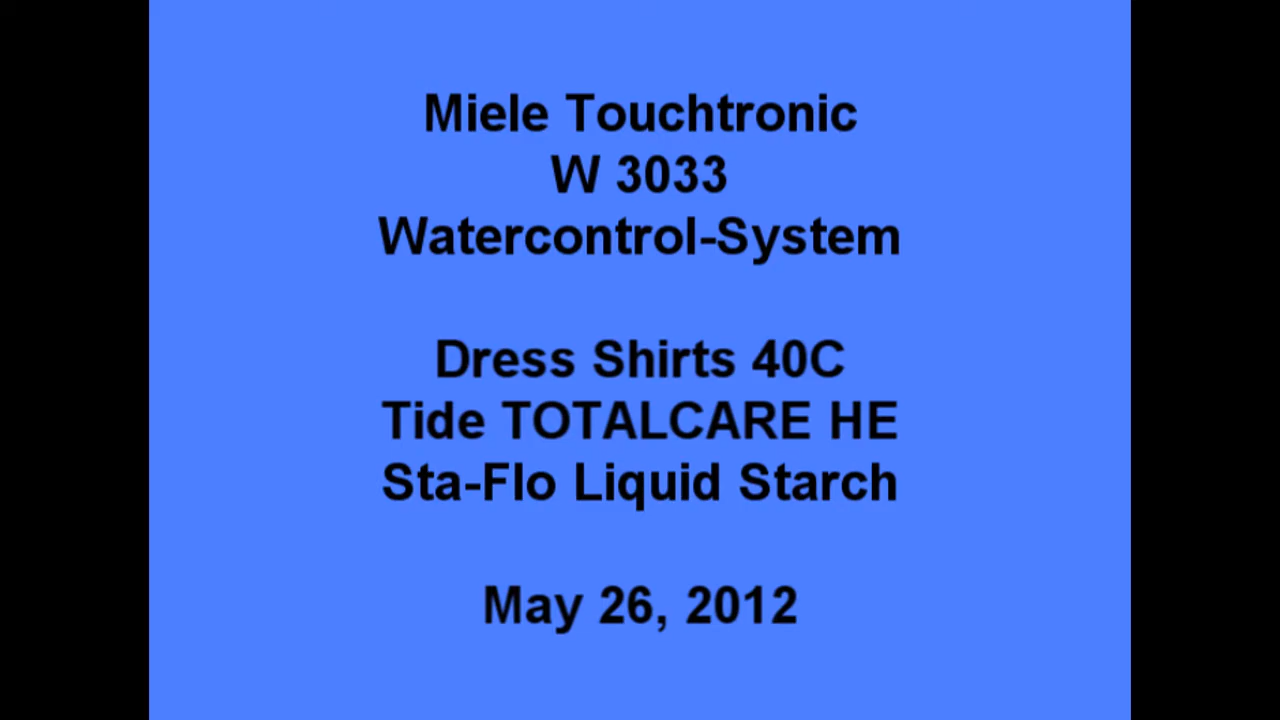 Miele Touchtronic
W 3033
Watercontrol-System
Dress Shirts 40C
Tide TOTALCARE HE
Sta-Flo Liquid Starch
May 26, 2012